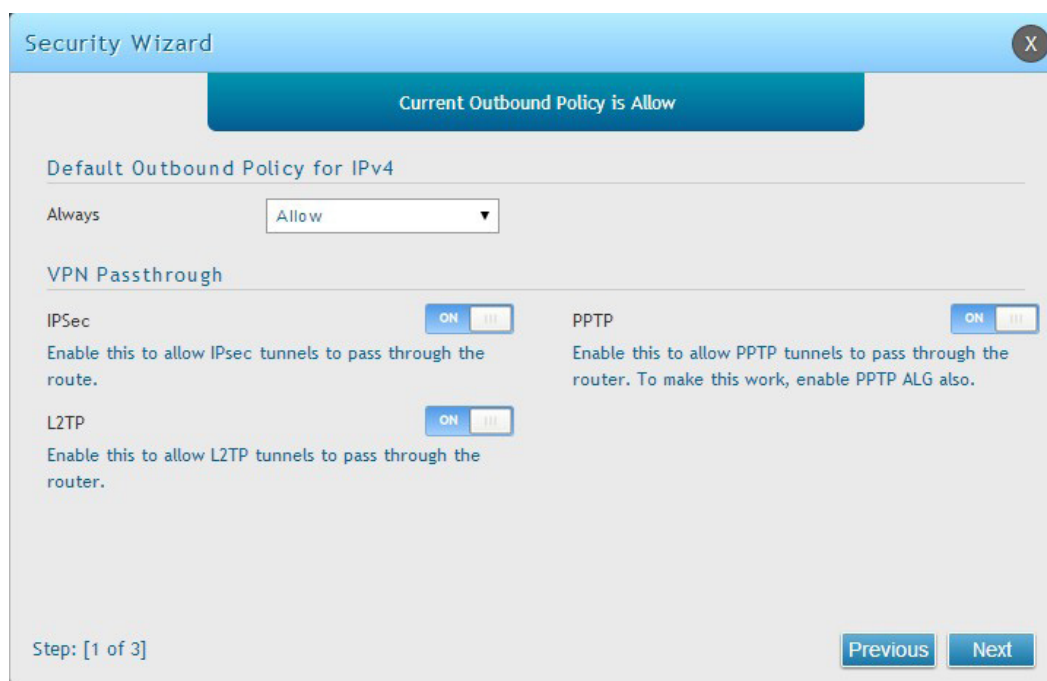 Security Wizard
X
Current Outbound Policy is Allow
Default Outbound Policy for IPv4
Always
Allow
VPN Passthrough
IPSec
ON
Enable this to allow IPsec tunnels to pass through the
route.
PPTP
ON
Enable this to allow PPTP tunnels to pass through the
router. To make this work, enable PPTP ALG also.
L2TP
ON
Enable this to allow L2TP tunnels to pass through the
router.
Step: [1 of 3]
Previous
Next